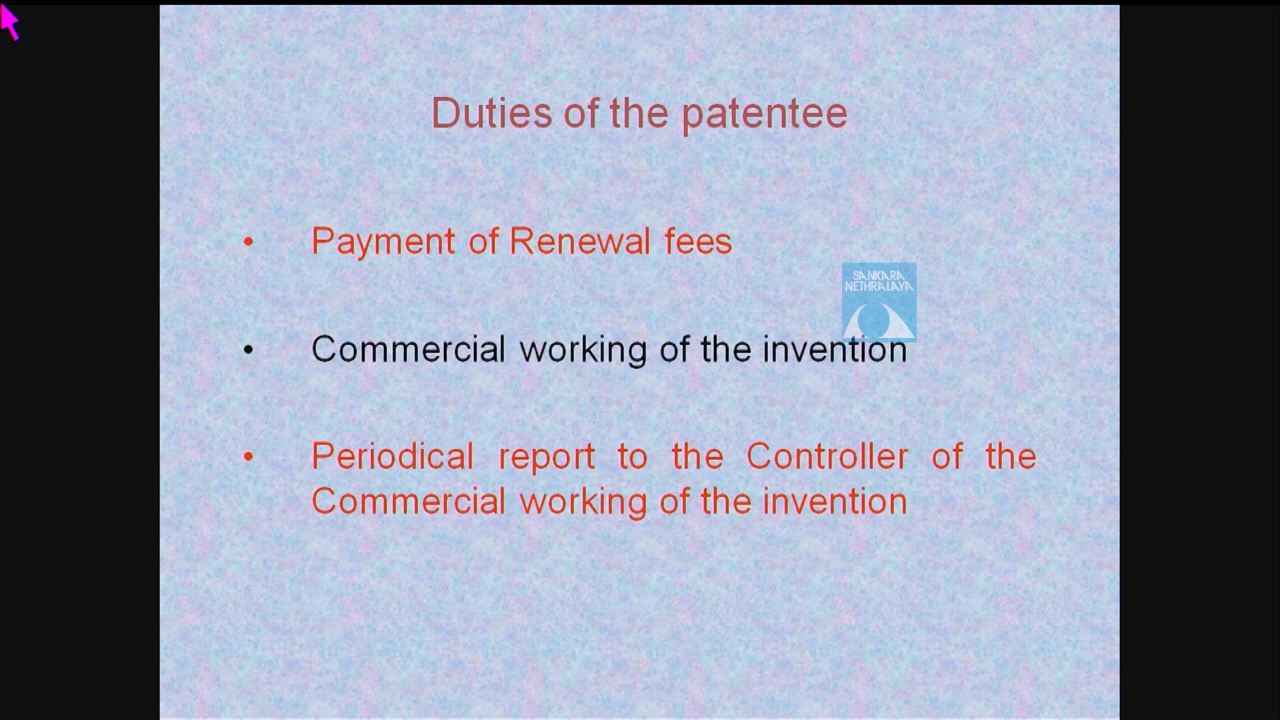 Duties of the patentee
• Payment of Renewal fees
SANKARA
NETHRALAYA
• Commercial working of the invention
• Periodical report to the Controller of the
Commercial working of the invention